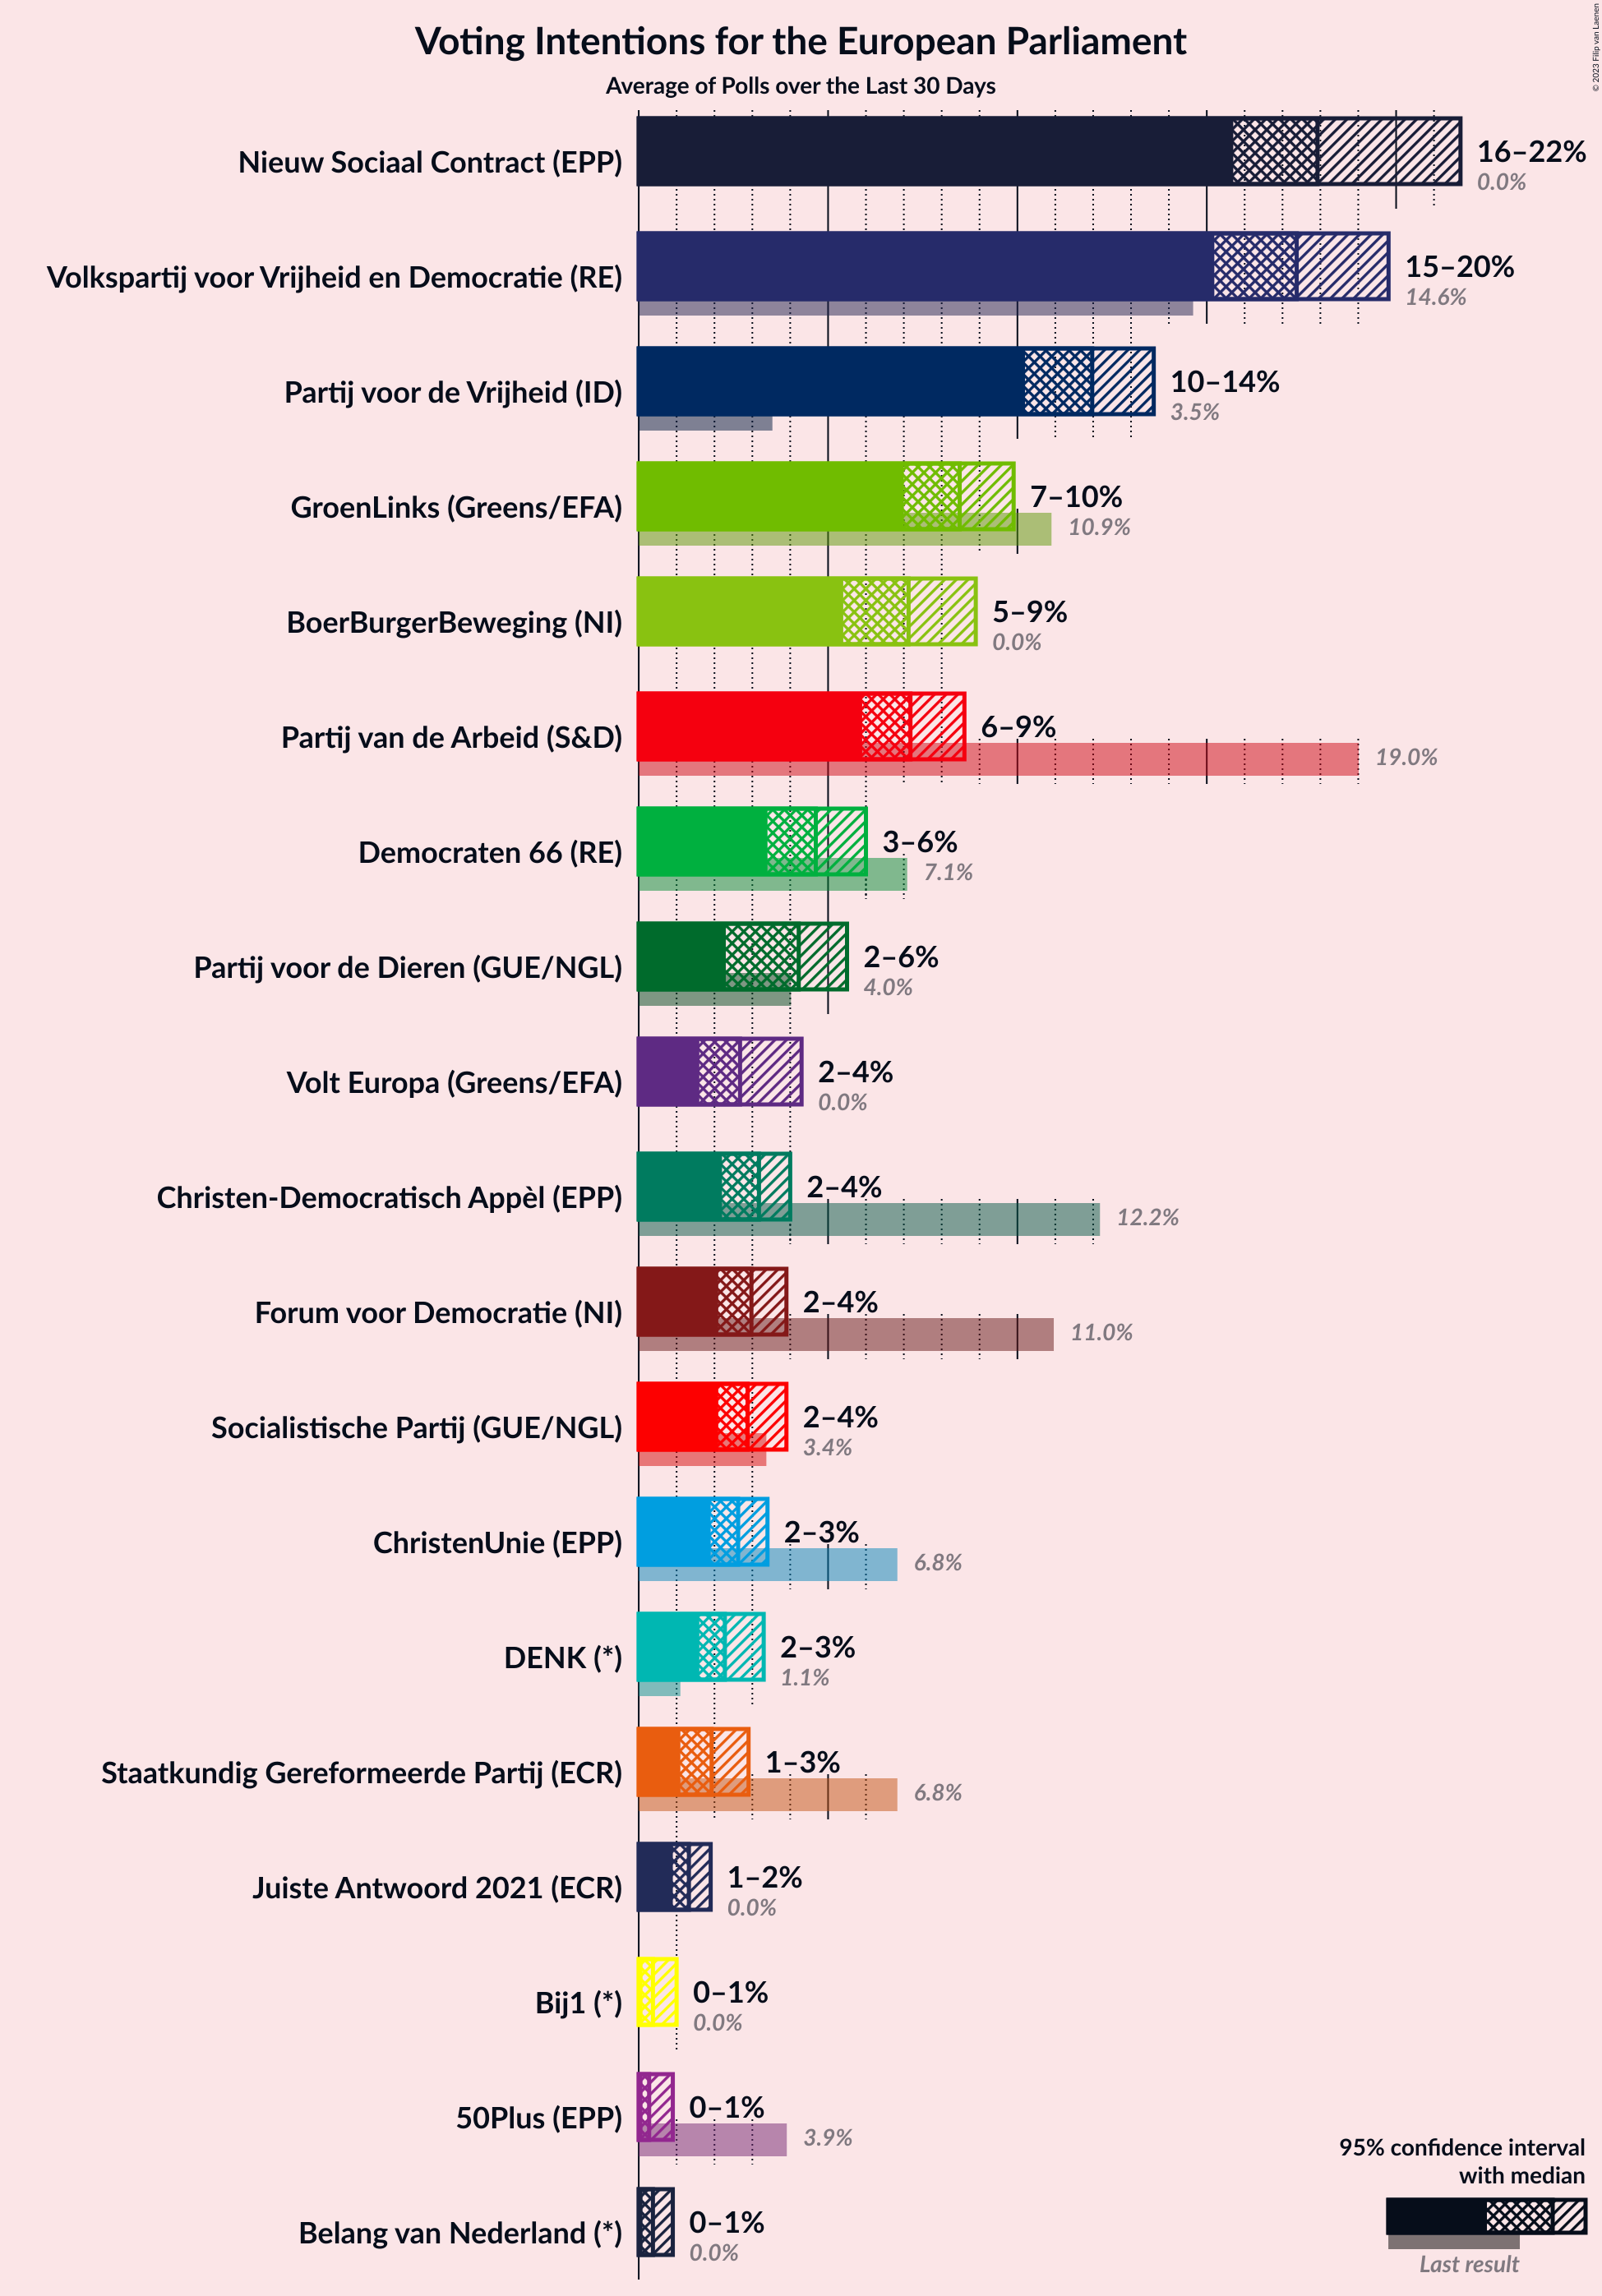 © 2023 Filip van Laenen
Voting Intentions for the European Parliament
Average of Polls over the Last 30 Days
Nieuw Sociaal Contract (EPP)
16–22%
0.0%
Volkspartij voor Vrijheid en Democratie (RE)
15–20%
14.6%
Partij voor de Vrijheid (ID)
10–14%
3.5%
GroenLinks (Greens/EFA)
7–10%
10.9%
BoerBurgerBeweging (NI)
5–9%
0.0%
Partij van de Arbeid (S&D)
6–9%
19.0%
Democraten 66 (RE)
3–6%
7.1%
Partij voor de Dieren (GUE/NGL)
2–6%
4.0%
Volt Europa (Greens/EFA)
2–4%
0.0%
Christen-Democratisch Appèl (EPP)
2–4%
12.2%
Forum voor Democratie (NI)
2–4%
11.0%
Socialistische Partij (GUE/NGL)
2–4%
3.4%
ChristenUnie (EPP)
2–3%
6.8%
DENK (*)
2–3%
1.1%
Staatkundig Gereformeerde Partij (ECR)
1–3%
6.8%
Juiste Antwoord 2021 (ECR)
1–2%
0.0%
Bij1 (*)
0–1%
0.0%
50Plus (EPP)
0–1%
3.9%
Belang van Nederland (*)
0–1%
0.0%
95% confidence interval
with median
Last result